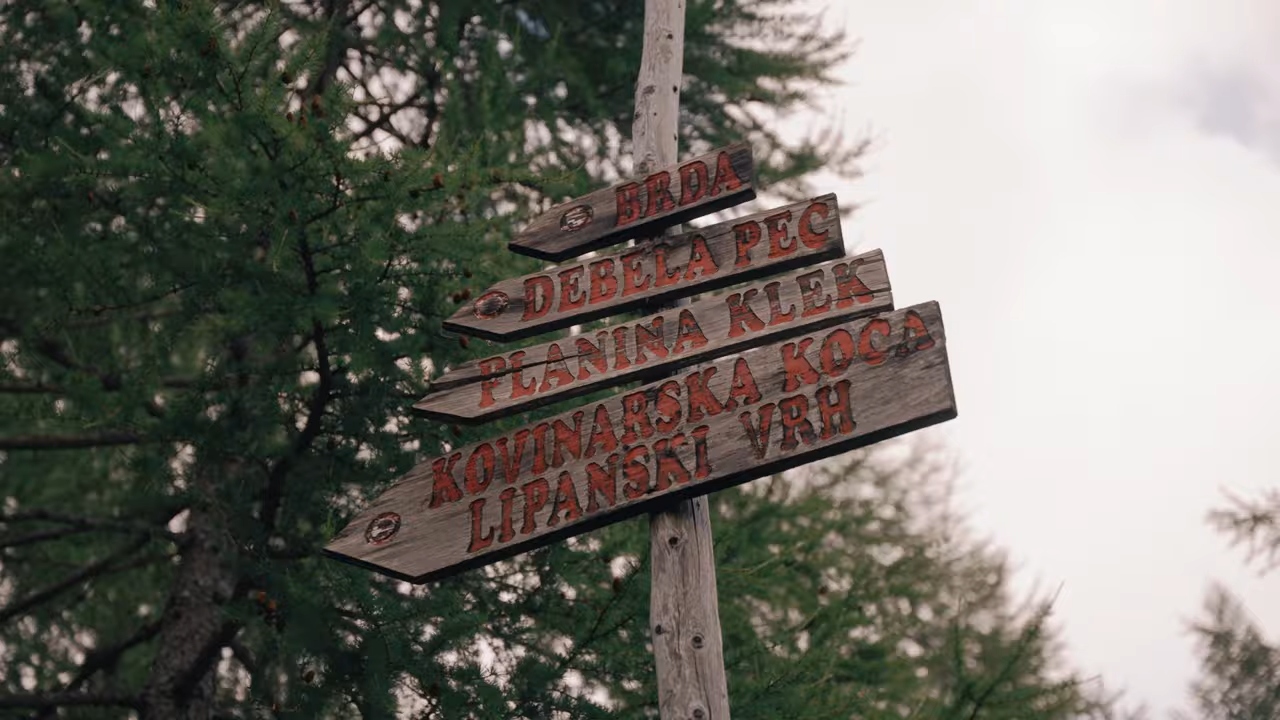 BRDA
DEBELA PEC
PLANINA KLEK
KOVINARSKA KOCA
LIPANSKI VRH